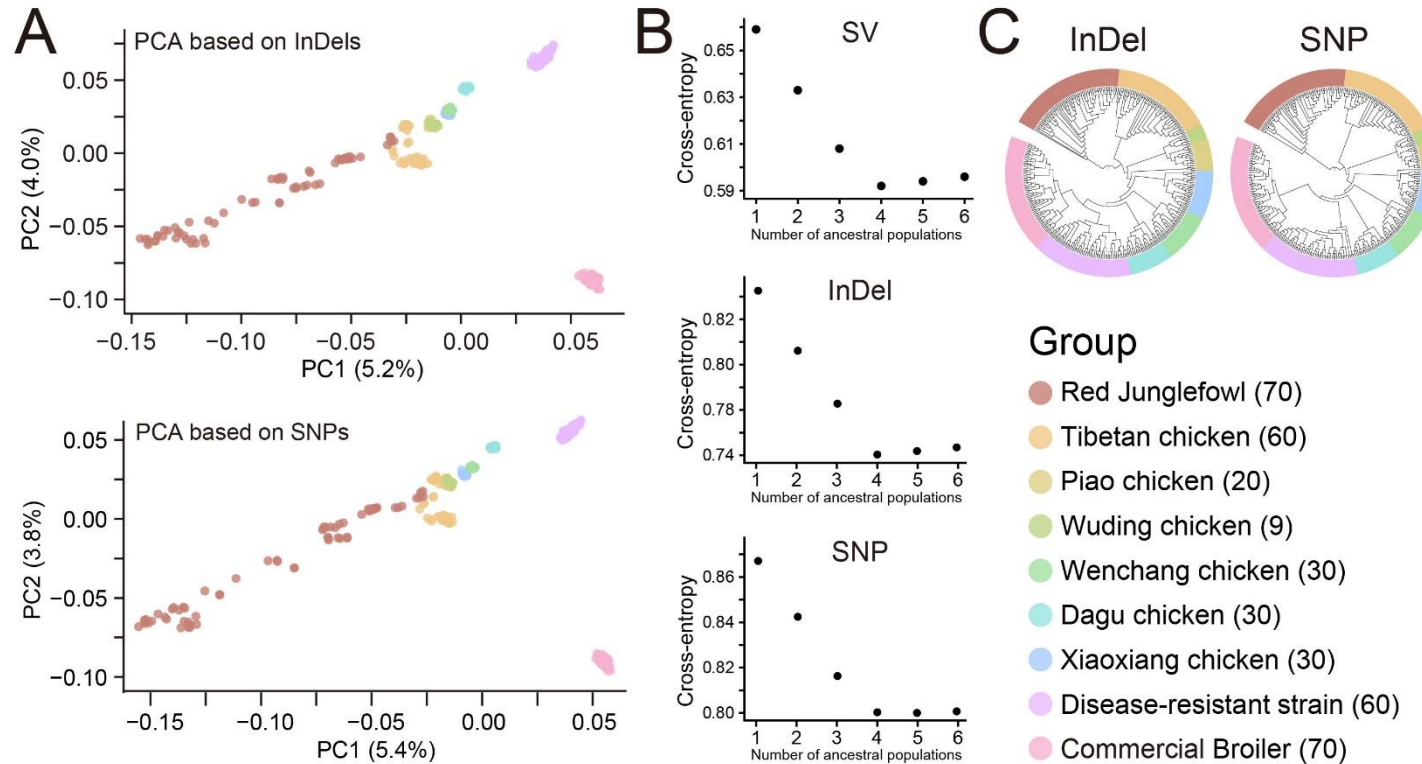 A
PCA based on InDels
PC2 (4.0%)
0.05
0.00
−0.05
−0.10
−0.15
−0.10
−0.05
0.00
0.05
PC1 (5.2%)
PCA based on SNPs
PC2 (3.8%)
0.05
0.00
−0.05
−0.10
−0.15
−0.10
−0.05
0.00
0.05
PC1 (5.4%)
B
SV
Cross-entropy
0.65
0.63
0.61
0.59
1 2 3 4 5 6
Number of ancestral populations
InDel
Cross-entropy
0.82
0.80
0.78
0.74
1 2 3 4 5 6
Number of ancestral populations
SNP
Cross-entropy
0.86
0.84
0.82
0.80
1 2 3 4 5 6
Number of ancestral populations
C
InDel
SNP
Group
Red Junglefowl (70)
Tibetan chicken (60)
Piao chicken (20)
Wuding chicken (9)
Wenchang chicken (30)
Dagu chicken (30)
Xiaoxiang chicken (30)
Disease-resistant strain (60)
Commercial Broiler (70)